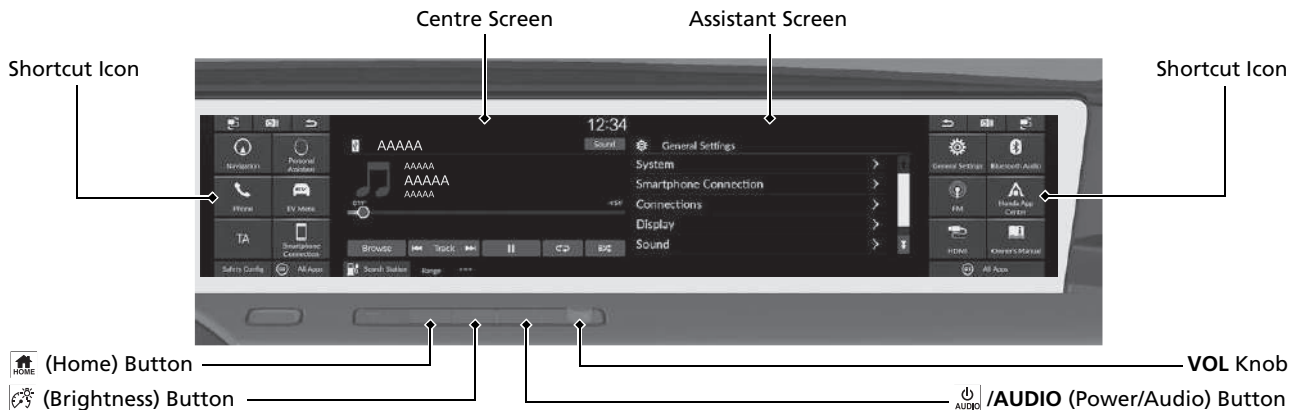 Centre Screen
Assistant Screen
Shortcut Icon
Shortcut Icon
12:34
Navigation
Personal Assistant
Phone
EV Menu
TA
Smartphone Connection
Safety Config
All Apps
AAAAA
Sound
AAAAA
AAAAA
AAAAA
Browse
Track
Search Station
Range
General Settings
System
Smartphone Connection
Connections
Display
Sound
General Settings
Bluetooth Audio
FM
Honda App Center
HDMI
Owner's Manual
All Apps
HOME (Home) Button
VOL Knob
(Brightness) Button
AUDIO /AUDIO (Power/Audio) Button